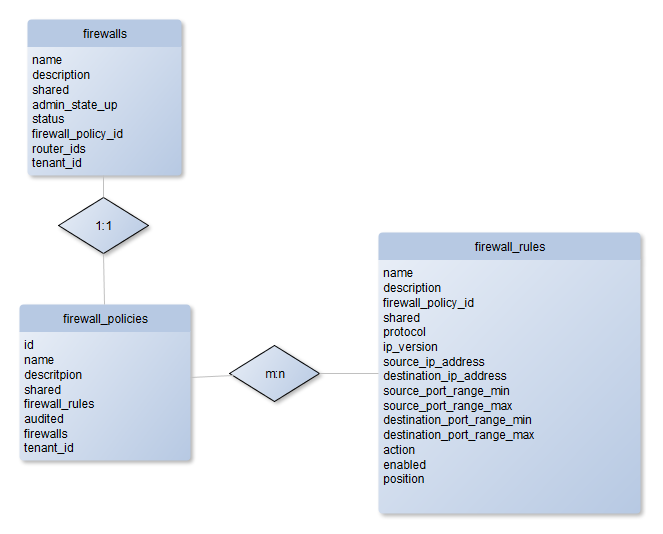 firewalls
name
description
shared
admin_state_up
status
firewall_policy_id
router_ids
tenant_id
1:1
firewall_policies
id
name
descritpion
shared
firewall_rules
audited
firewalls
tenant_id
m:n
firewall_rules
name
description
firewall_policy_id
shared
protocol
ip_version
source_ip_address
destination_ip_address
source_port_range_min
source_port_range_max
destination_port_range_min
destination_port_range_max
action
enabled
position